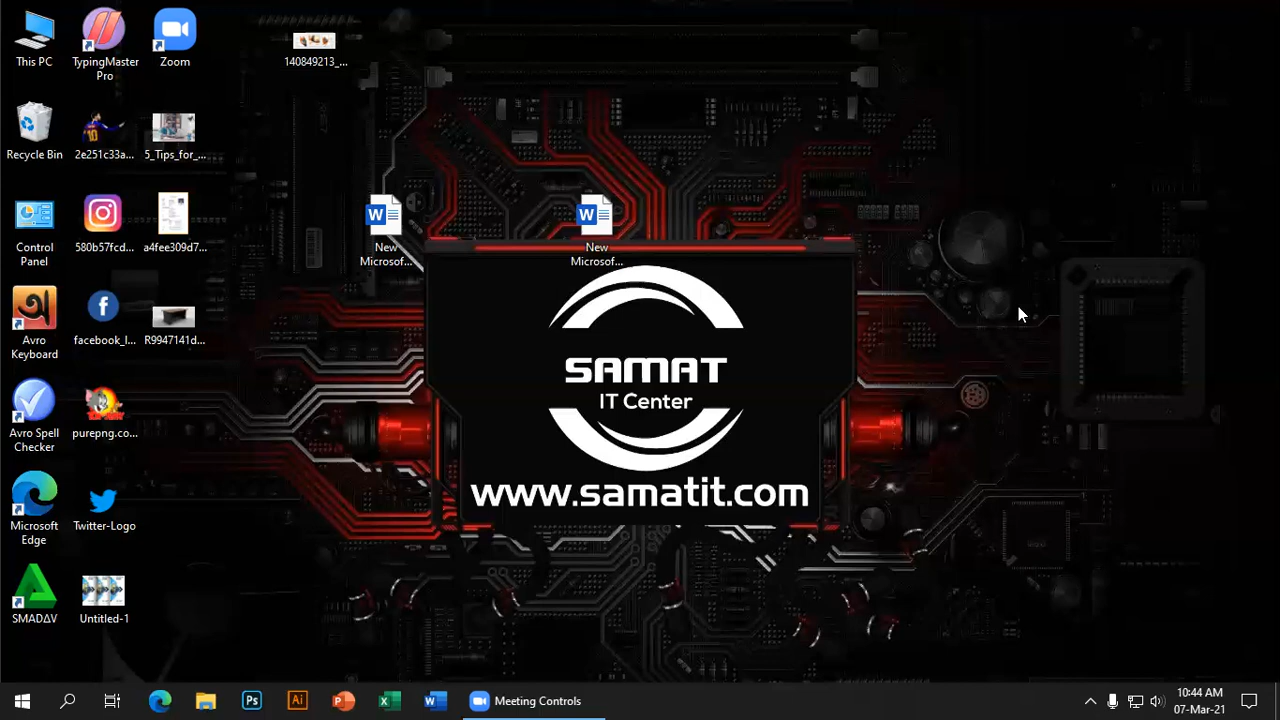 This PC
TypingMaster Pro
Zoom
140849213_...
Recycle Bin
2e251c33a...
5_Tips_for_...
Control Panel
580b57fcd...
a4fee309d7...
New Microsof...
New Microsof...
অ
Avro Keyboard
facebook_l...
R9947141d...
Avro Spell Checker
purepng.co...
Microsoft Edge
Twitter-Logo
SMADΔV
Untitled-1
SAMAT
IT Center
www.samatit.com
Meeting Controls
10:44 AM
07-Mar-21